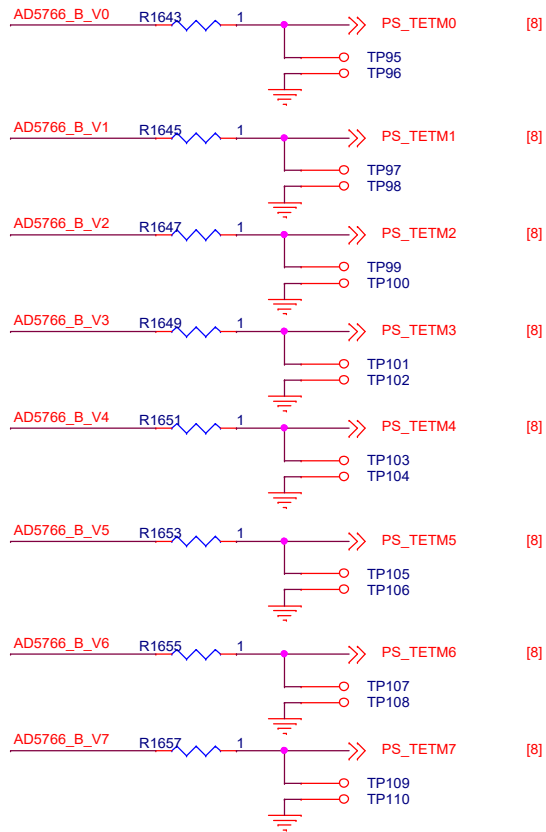 AD5766_B_V0 R1643 1 PS_TETM0 [8]
TP95
TP96
AD5766_B_V1 R1645 1 PS_TETM1 [8]
TP97
TP98
AD5766_B_V2 R1647 1 PS_TETM2 [8]
TP99
TP100
AD5766_B_V3 R1649 1 PS_TETM3 [8]
TP101
TP102
AD5766_B_V4 R1651 1 PS_TETM4 [8]
TP103
TP104
AD5766_B_V5 R1653 1 PS_TETM5 [8]
TP105
TP106
AD5766_B_V6 R1655 1 PS_TETM6 [8]
TP107
TP108
AD5766_B_V7 R1657 1 PS_TETM7 [8]
TP109
TP110